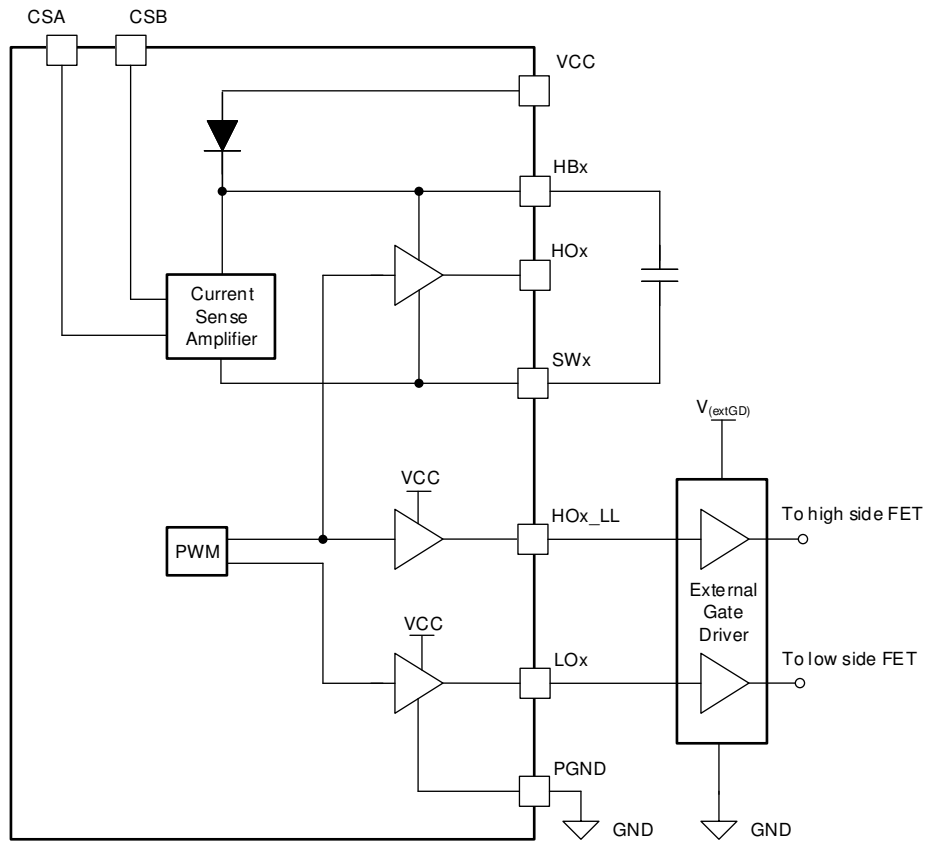 CSA
CSB
VCC
HBx
HOx
Current
Sense
Amplifier
SWx
V(extGD)
VCC
HOx_LL
To high side FET
PWM
External
Gate
Driver
VCC
LOx
To low side FET
PGND
GND
GND